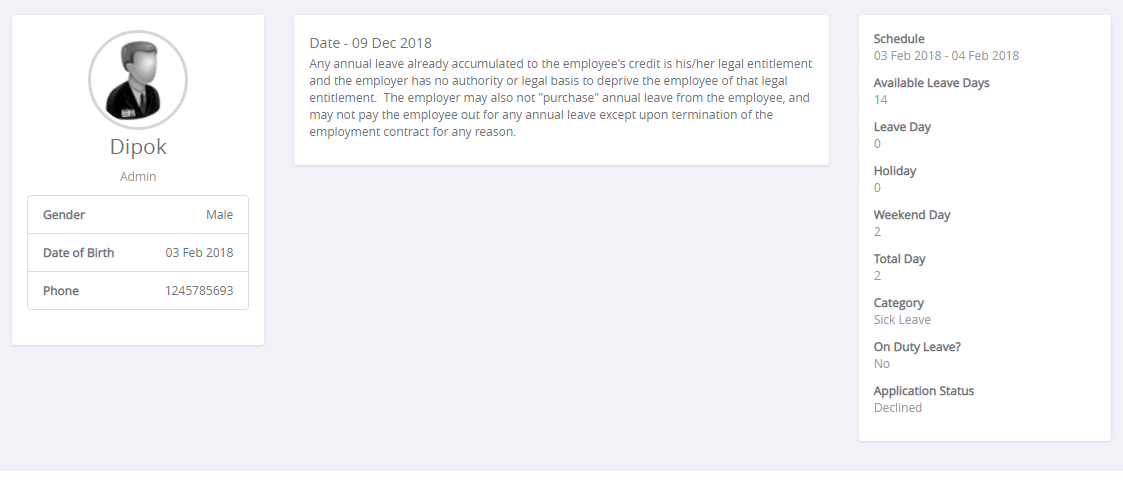 Dipok
Admin
Gender Male
Date of Birth 03 Feb 2018
Phone 1245785693
Date - 09 Dec 2018
Any annual leave already accumulated to the employee's credit is his/her legal entitlement
and the employer has no authority or legal basis to deprive the employee of that legal
entitlement.  The employer may also not "purchase" annual leave from the employee, and
may not pay the employee out for any annual leave except upon termination of the
employment contract for any reason.
Schedule
03 Feb 2018 - 04 Feb 2018
Available Leave Days
14
Leave Day
0
Holiday
0
Weekend Day
2
Total Day
2
Category
Sick Leave
On Duty Leave?
No
Application Status
Declined